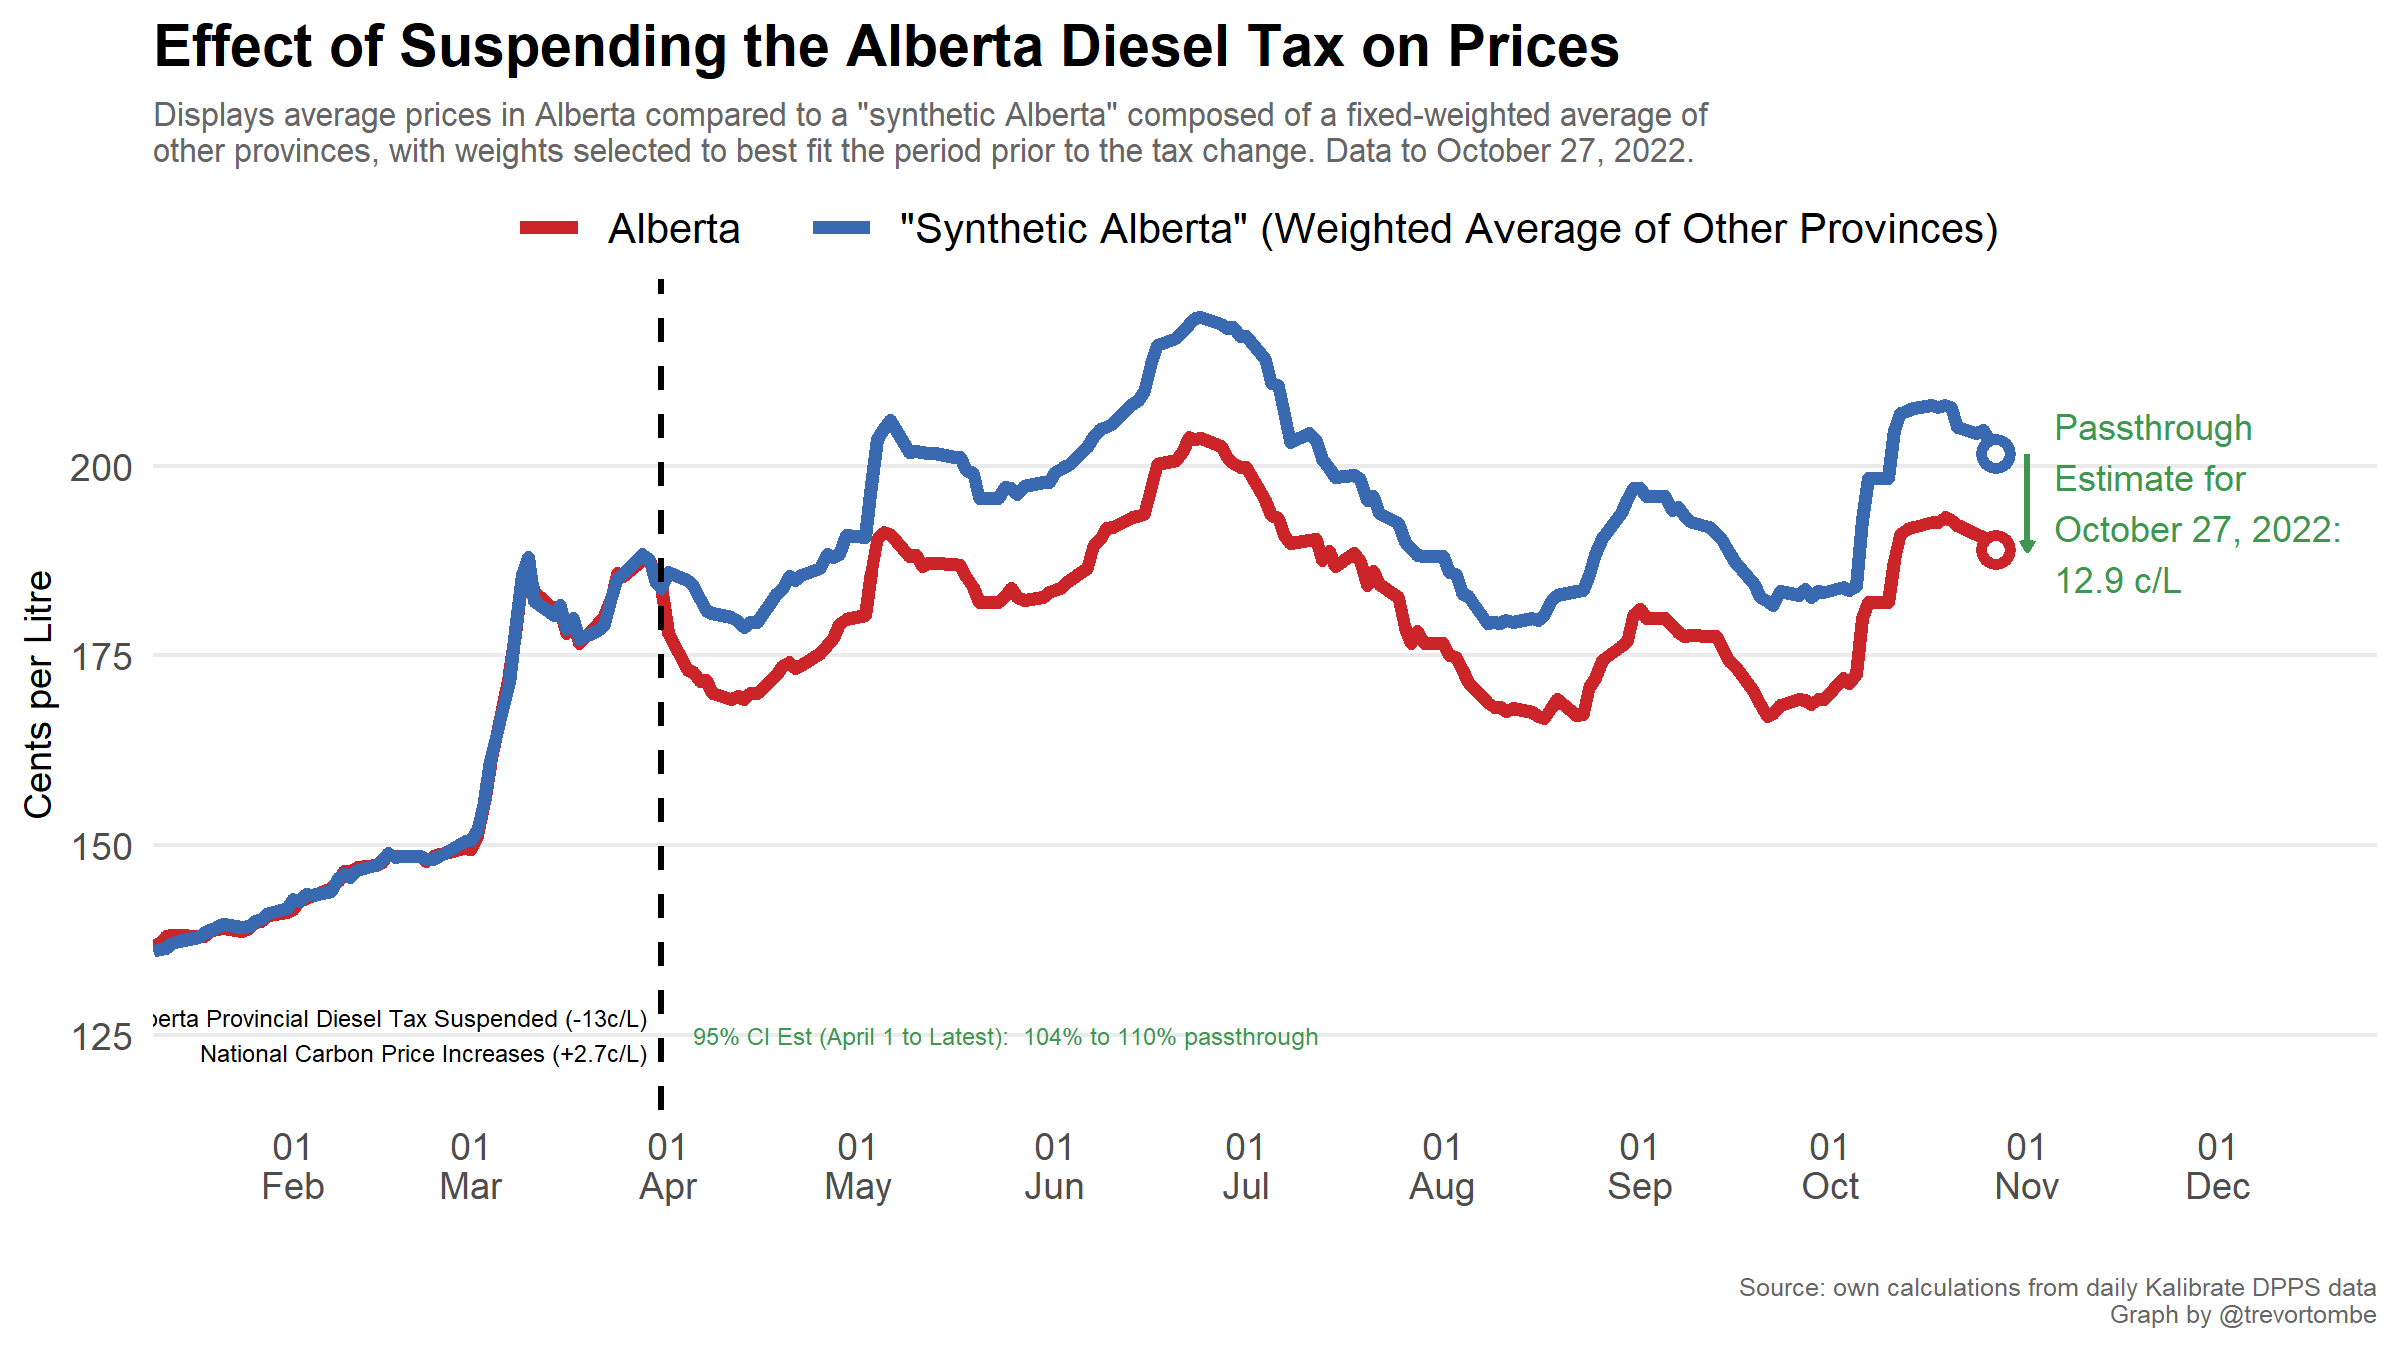 Effect of Suspending the Alberta Diesel Tax on Prices
Displays average prices in Alberta compared to a "synthetic Alberta" composed of a fixed-weighted average of
other provinces, with weights selected to best fit the period prior to the tax change. Data to October 27, 2022.
Alberta
"Synthetic Alberta" (Weighted Average of Other Provinces)
Cents per Litre
200
175
150
125
Passthrough
Estimate for
October 27, 2022:
12.9 c/L
berta Provincial Diesel Tax Suspended (-13c/L)
National Carbon Price Increases (+2.7c/L)
95% CI Est (April 1 to Latest):  104% to 110% passthrough
01 01 01 01 01 01 01 01 01 01 01
Feb Mar Apr May Jun Jul Aug Sep Oct Nov Dec
Source: own calculations from daily Kalibrate DPPS data
Graph by @trevortombe